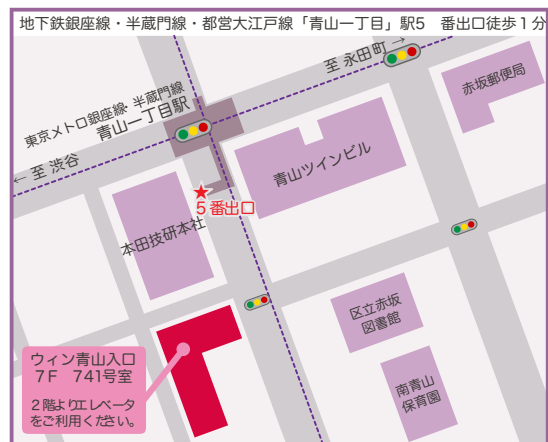 地下鉄銀座線・半蔵門線・都営大江戸線「青山一丁目」駅5　番出口徒歩１分
至 永田町 →
赤坂郵便局
東京メトロ銀座線・半蔵門線
青山一丁目駅
← 至 渋谷
青山ツインビル
5 番出口
本田技研本社
区立赤坂
図書館
ウィン青山入口
7F　741号室
2階よりエレベータ
をご利用ください。
南青山
保育園